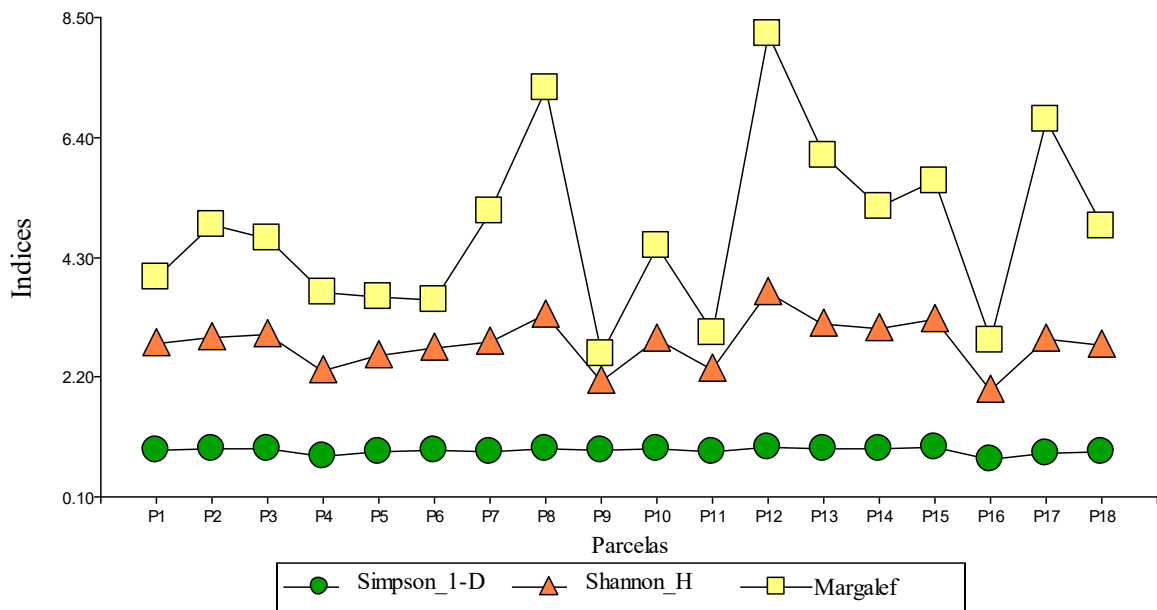 Indices
8.50
6.40
4.30
2.20
0.10
P1 P2 P3 P4 P5 P6 P7 P8 P9 P10 P11 P12 P13 P14 P15 P16 P17 P18
Parcelas
Simpson_1-D Shannon_H Margalef